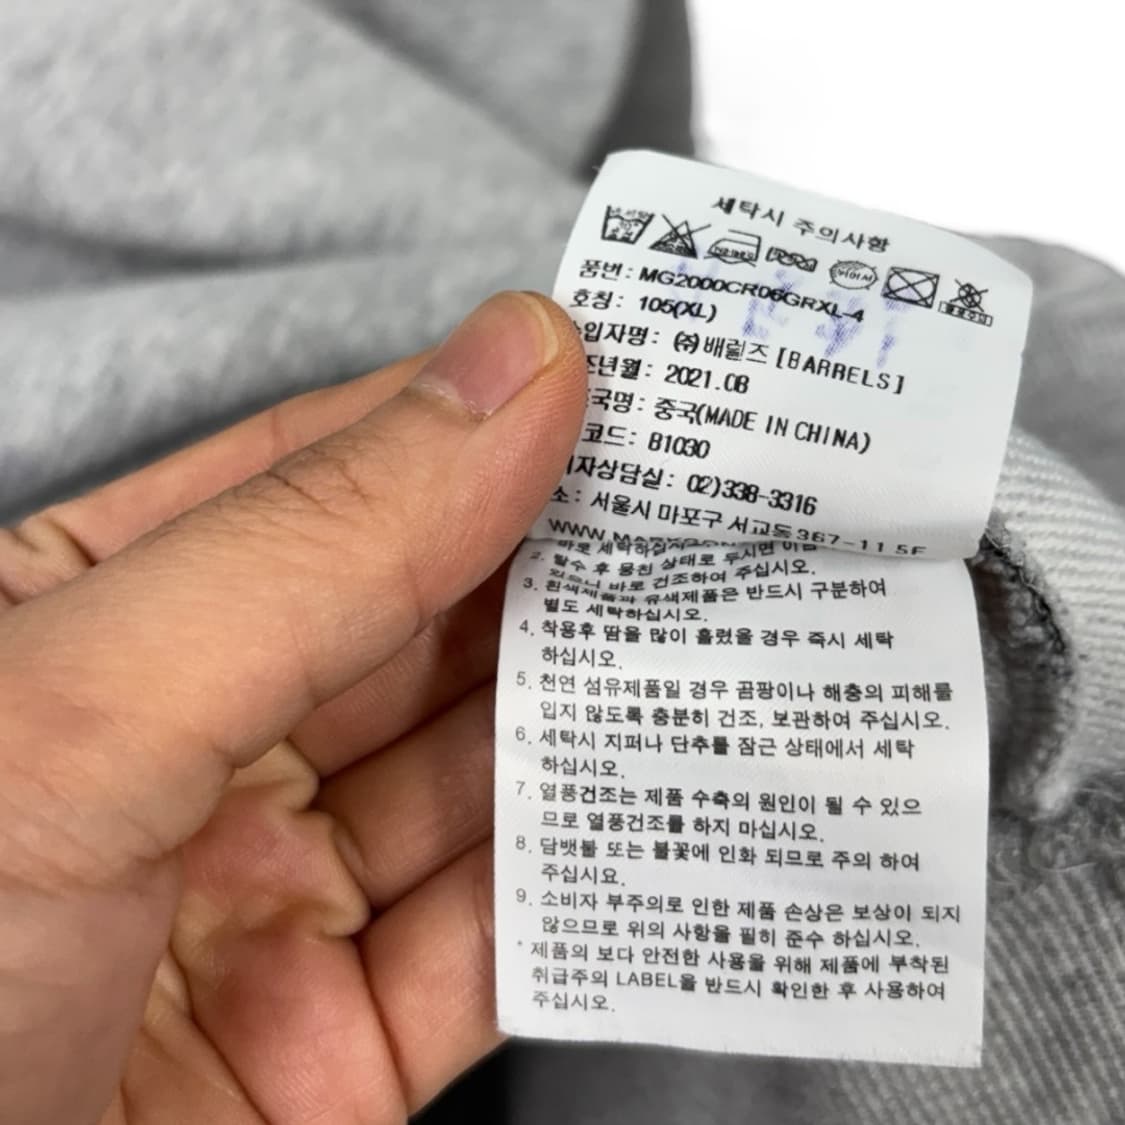 세탁시 주의사항
품번: MG2000CR06GRXL-4
호칭: 105(XL)
입자명: ㈜배럴즈 [BARRELS]
년월: 2021.08
국명: 중국(MADE IN CHINA)
코드: B1030
자상담실: 02)338-3316
소: 서울시 마포구 서교동 367-11 5F
바로 세탁하십시오
2. 탈수 후 뭉친 상태로 두시면
있으니 바로 건조하여 주십시오.
3. 흰색제품과 유색제품은 반드시 구분하여
별도 세탁하십시오.
4. 착용후 땀을 많이 흘렸을 경우 즉시 세탁
하십시오.
5. 천연 섬유제품일 경우 곰팡이나 해충의 피해를
입지 않도록 충분히 건조, 보관하여 주십시오.
6. 세탁시 지퍼나 단추를 잠근 상태에서 세탁
하십시오.
7. 열풍건조는 제품 수축의 원인이 될 수 있으
므로 열풍건조를 하지 마십시오.
8. 담뱃불 또는 불꽃에 인화 되므로 주의 하여
주십시요.
9. 소비자 부주의로 인한 제품 손상은 보상이 되지
않으므로 위의 사항을 필히 준수 하십시오.
* 제품의 보다 안전한 사용을 위해 제품에 부착된
취급주의 LABEL을 반드시 확인한 후 사용하여
주십시오.